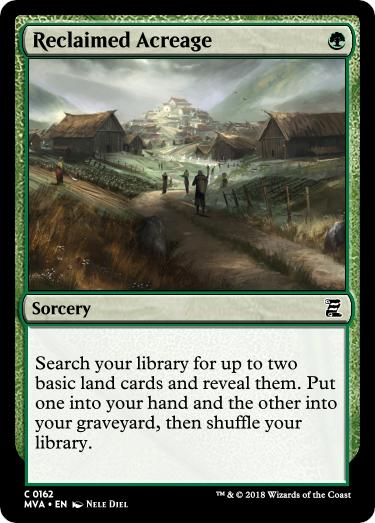 Reclaimed Acreage
Sorcery
Search your library for up to two
basic land cards and reveal them. Put
one into your hand and the other into
your graveyard, then shuffle your
library.
C 0162
MVA • EN Nele Diel
™ & © 2018 Wizards of the Coast